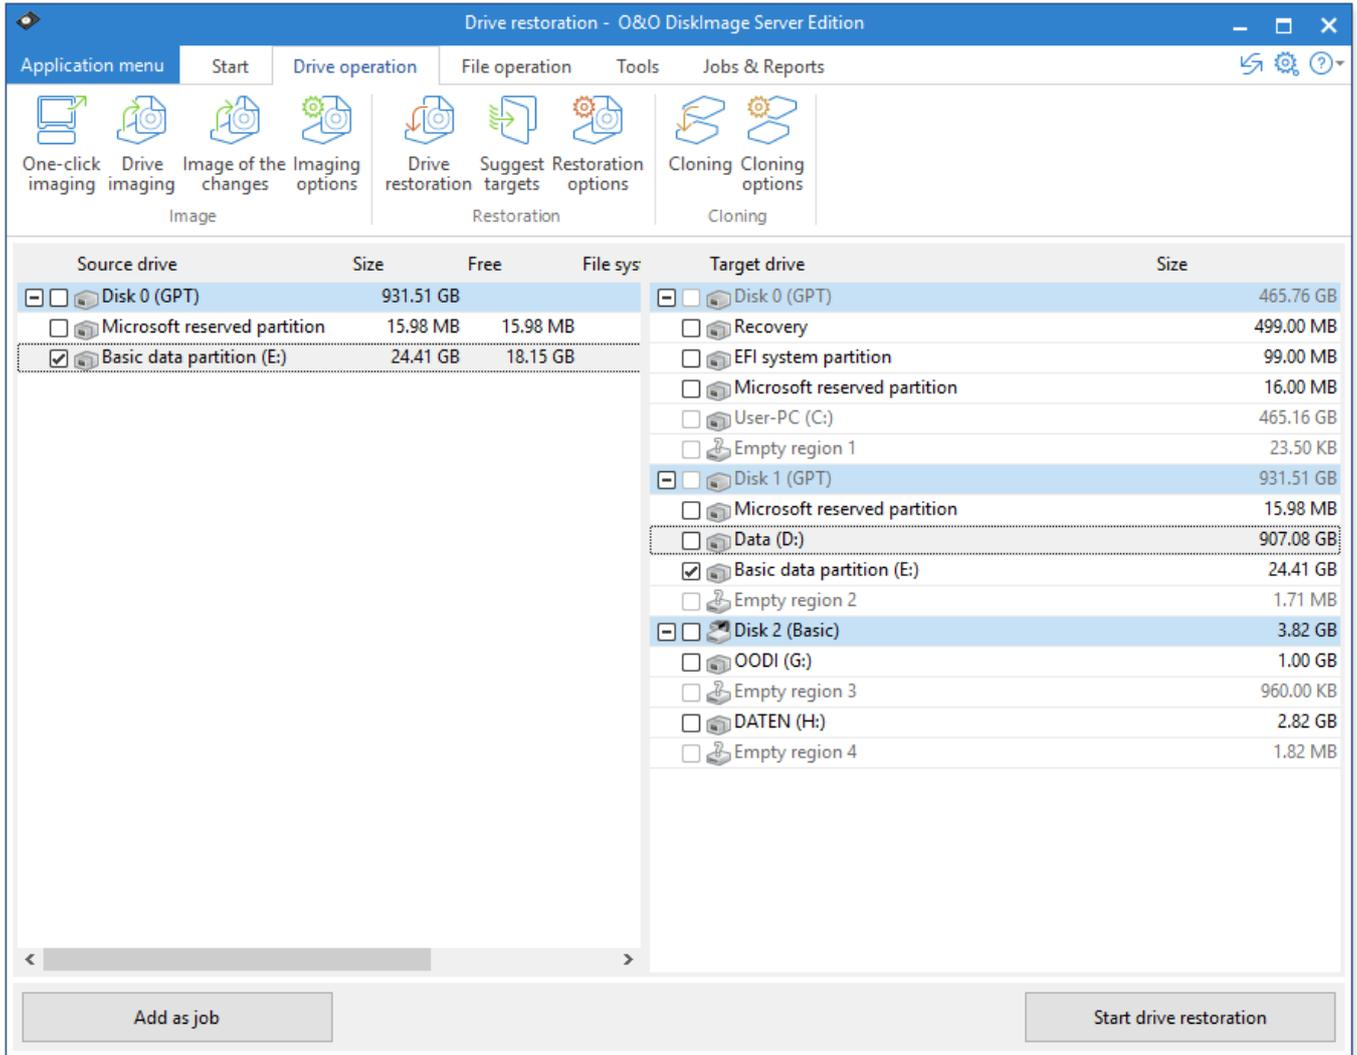 Drive restoration - O&O DiskImage Server Edition
Application menu Start Drive operation File operation Tools Jobs & Reports
One-click imaging Drive imaging Image of the changes Imaging options Drive restoration Suggest targets Restoration options Cloning Cloning options
Image Restoration Cloning
Source drive Size Free File sys
Disk 0 (GPT) 931.51 GB
Microsoft reserved partition 15.98 MB 15.98 MB
Basic data partition (E:) 24.41 GB 18.15 GB
Target drive Size
Disk 0 (GPT) 465.76 GB
Recovery 499.00 MB
EFI system partition 99.00 MB
Microsoft reserved partition 16.00 MB
User-PC (C:) 465.16 GB
Empty region 1 23.50 KB
Disk 1 (GPT) 931.51 GB
Microsoft reserved partition 15.98 MB
Data (D:) 907.08 GB
Basic data partition (E:) 24.41 GB
Empty region 2 1.71 MB
Disk 2 (Basic) 3.82 GB
OODI (G:) 1.00 GB
Empty region 3 960.00 KB
DATEN (H:) 2.82 GB
Empty region 4 1.82 MB
Add as job Start drive restoration